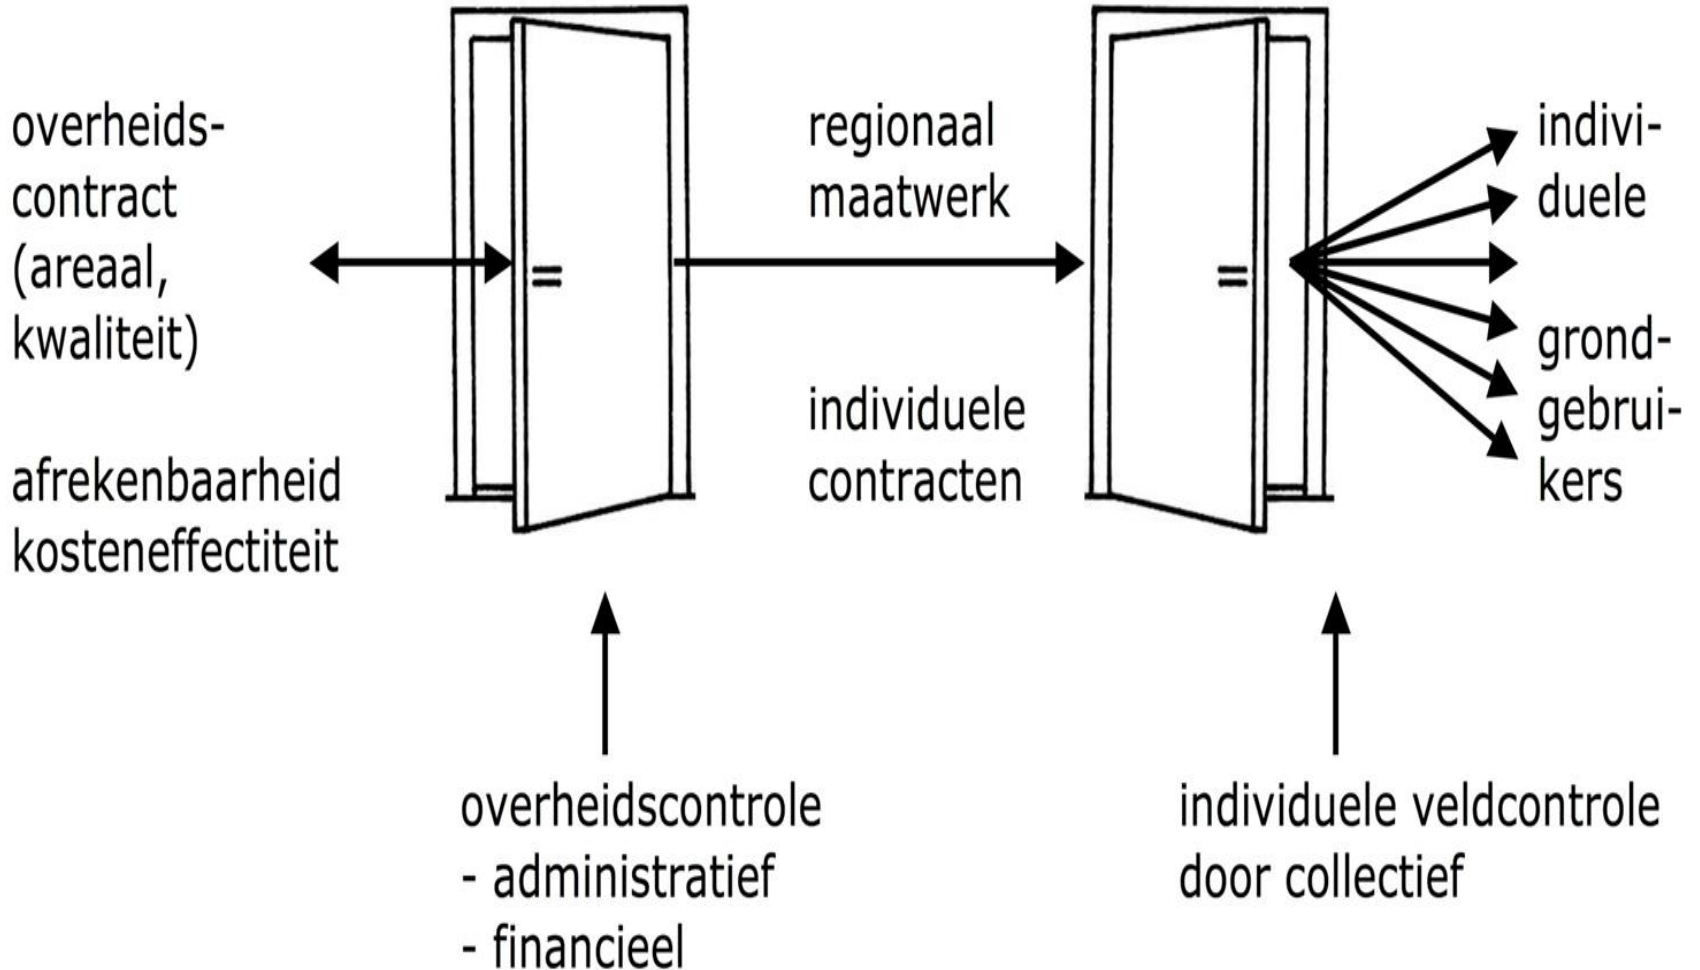 overheids-
contract
(areaal,
kwaliteit)
afrekenbaarheid
kosteneffectiteit
regionaal
maatwerk
individuele
contracten
indivi-
duele
grond-
gebrui-
kers
overheidscontrole
- administratief
- financieel
individuele veldcontrole
door collectief